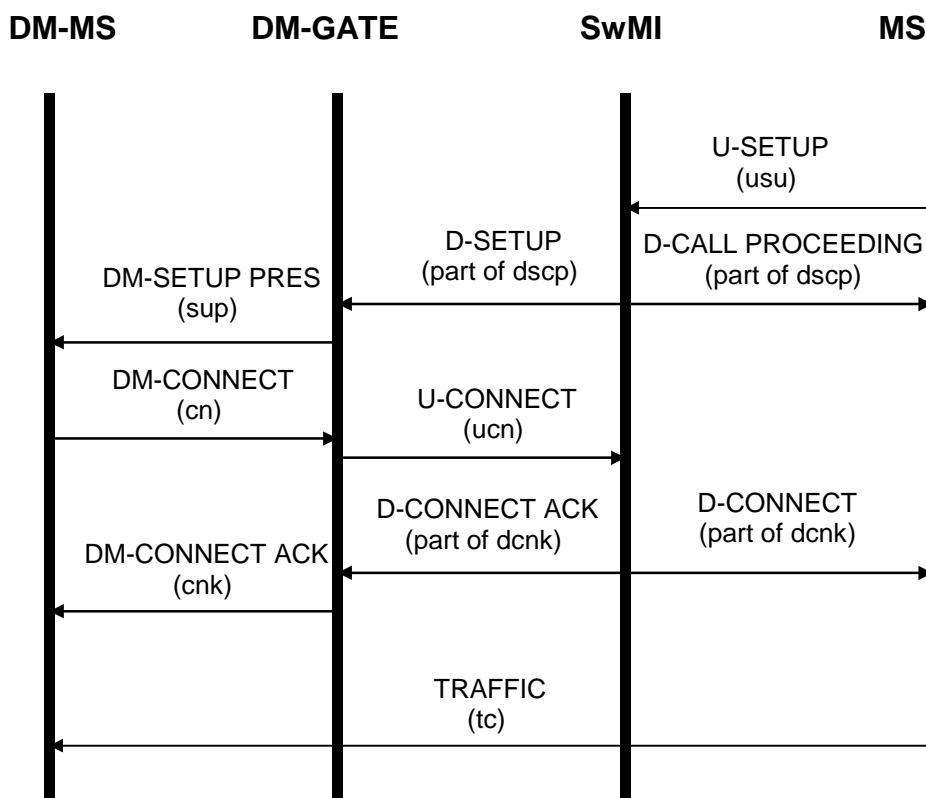 DM-MS DM-GATE SwMI MS
U-SETUP
(usu)
D-SETUP
(part of dscp)
D-CALL PROCEEDING
(part of dscp)
DM-SETUP PRES
(sup)
DM-CONNECT
(cn)
U-CONNECT
(ucn)
D-CONNECT ACK
(part of dcnk)
D-CONNECT
(part of dcnk)
DM-CONNECT ACK
(cnk)
TRAFFIC
(tc)